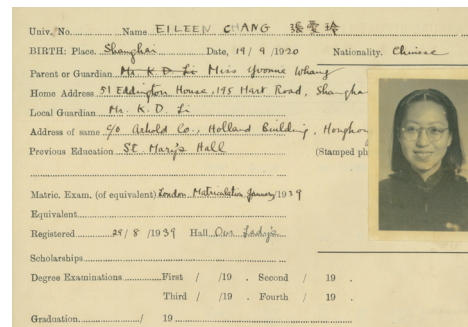 Univ. No. Name EILEEN CHANG 張愛玲
BIRTH: Place. Shanghai Date, 19 / 9 /1920 Nationality. Chinese
Parent or Guardian Mr. K. D. Li Miss Yvonne Whang
Home Address 51 Eddington House, 195 Hart Road, Shangha
Local Guardian Mr. K. D. Li
Address of same c/o Arhold Co., Holland Building, Hongkon
Previous Education St. Mary's Hall (Stamped ph
Matric. Exam. (of equivalent) London Matriculation January/1939
Equivalent
Registered 29/ 8 /1939 Hall Our Lady's
Scholarships
Degree Examinations First / /19 . Second / 19 .
Third / /19 . Fourth / 19 .
Graduation / 19